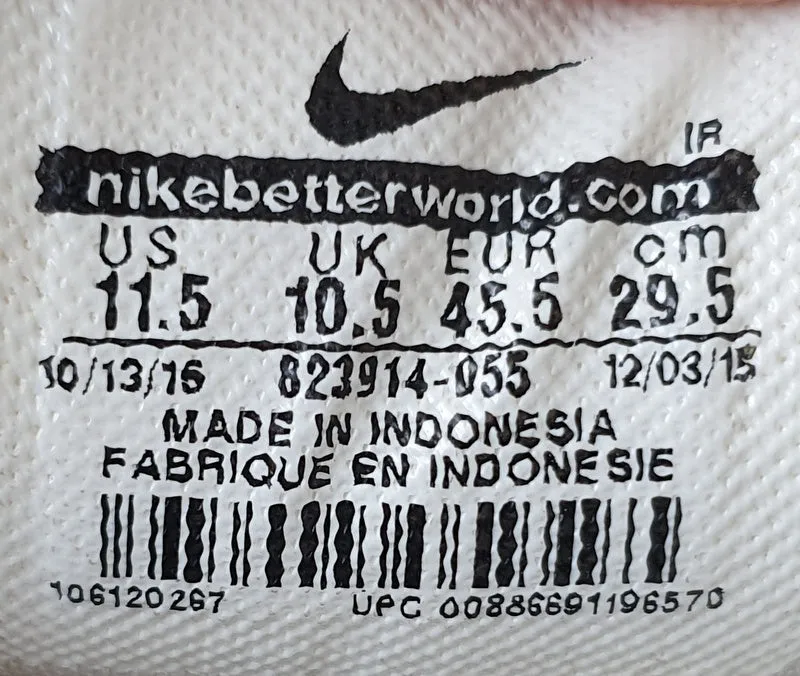 IR
nikebetterworld.com
US UK EUR cm
11.5 10.5 45.5 29.5
10/13/15 823914-055 12/03/15
MADE IN INDONESIA
FABRIQUE EN INDONESIE
106120267 UPC 00886691196570